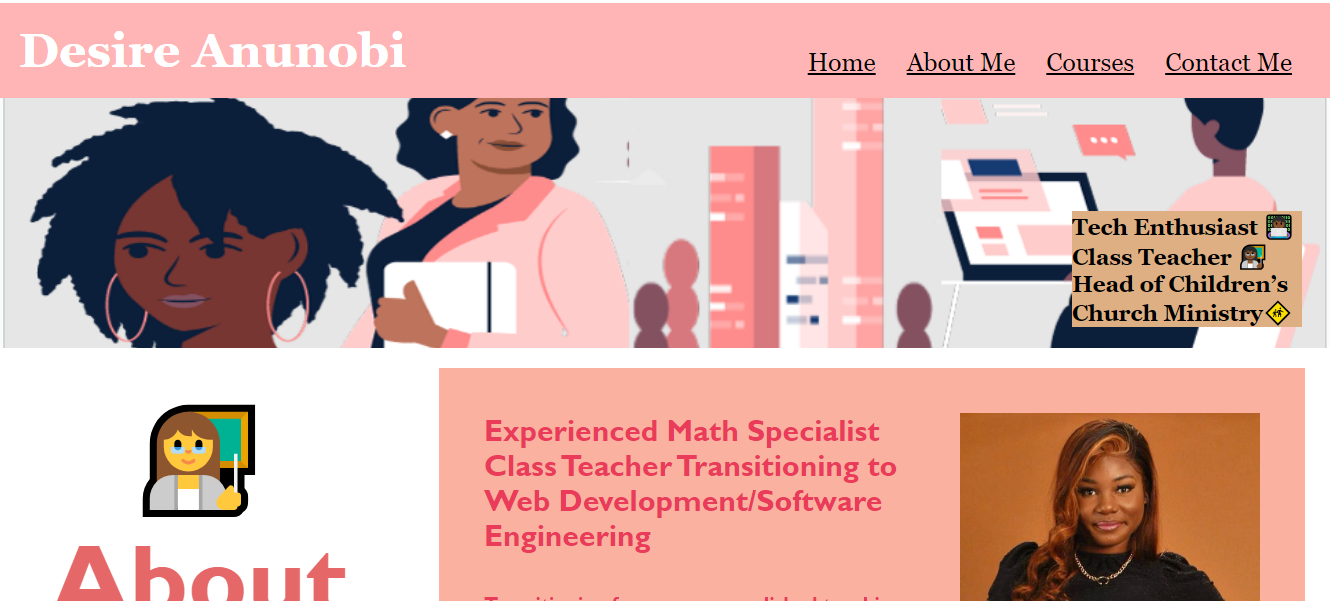 Desire Anunobi
Home About Me Courses Contact Me
Tech Enthusiast
Class Teacher
Head of Children’s
Church Ministry
Experienced Math Specialist
Class Teacher Transitioning to
Web Development/Software
Engineering
About